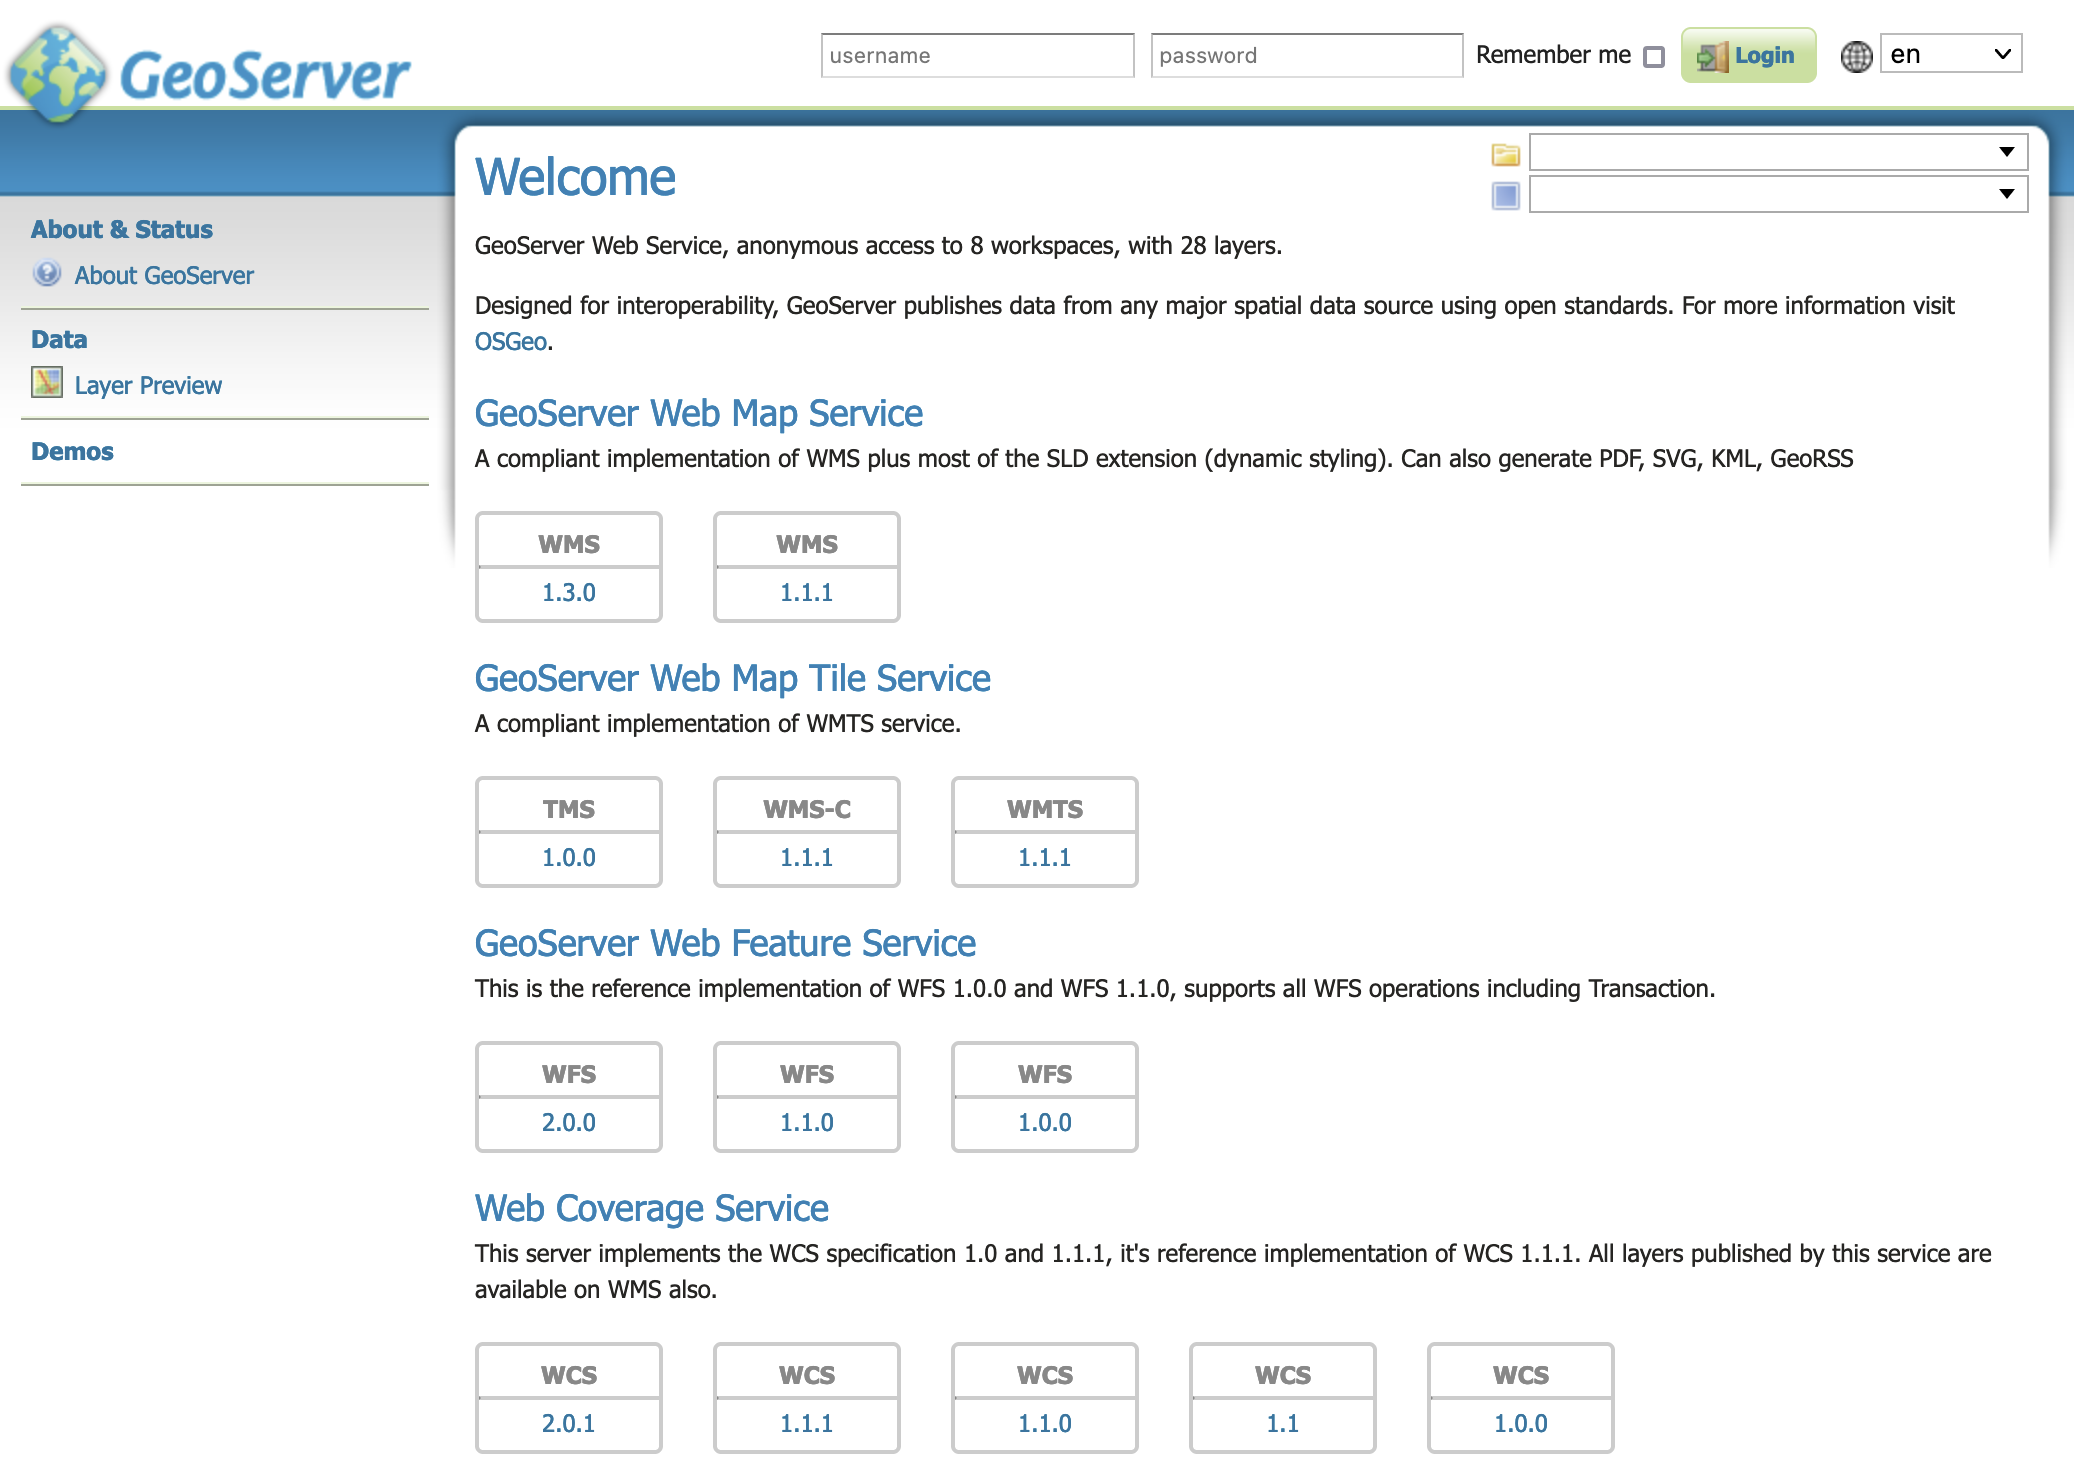 GeoServer
username
password
Remember me
Login
en
Welcome
About & Status
About GeoServer
Data
Layer Preview
Demos
GeoServer Web Service, anonymous access to 8 workspaces, with 28 layers.
Designed for interoperability, GeoServer publishes data from any major spatial data source using open standards. For more information visit
OSGeo.
GeoServer Web Map Service
A compliant implementation of WMS plus most of the SLD extension (dynamic styling). Can also generate PDF, SVG, KML, GeoRSS
WMS WMS
1.3.0 1.1.1
GeoServer Web Map Tile Service
A compliant implementation of WMTS service.
TMS WMS-C WMTS
1.0.0 1.1.1 1.1.1
GeoServer Web Feature Service
This is the reference implementation of WFS 1.0.0 and WFS 1.1.0, supports all WFS operations including Transaction.
WFS WFS WFS
2.0.0 1.1.0 1.0.0
Web Coverage Service
This server implements the WCS specification 1.0 and 1.1.1, it's reference implementation of WCS 1.1.1. All layers published by this service are
available on WMS also.
WCS WCS WCS WCS WCS
2.0.1 1.1.1 1.1.0 1.1 1.0.0